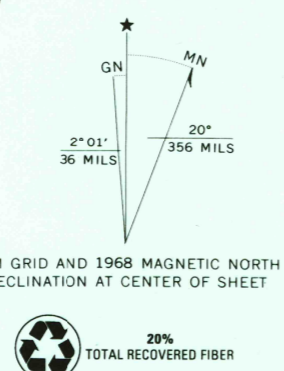 ★
GN
MN
2° 01′
36 MILS
20°
356 MILS
GRID AND 1968 MAGNETIC NORTH
ECLINATION AT CENTER OF SHEET
20%
TOTAL RECOVERED FIBER